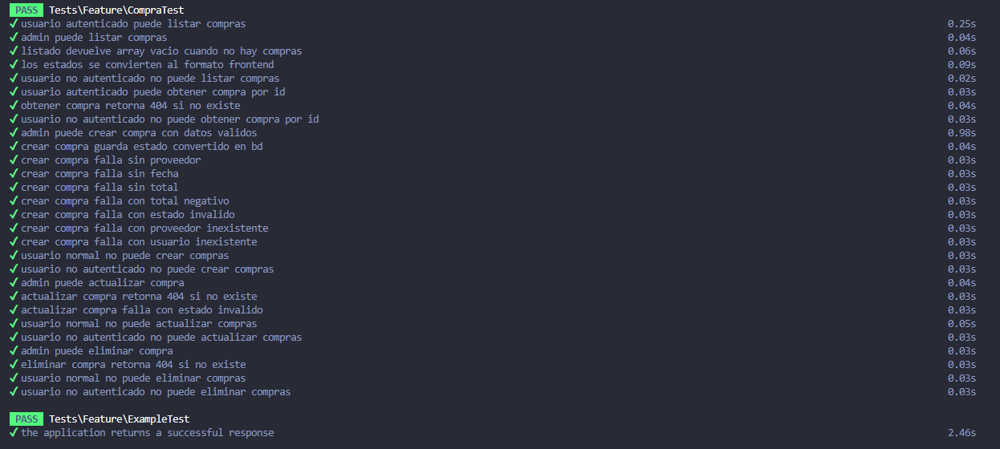 PASS Tests\Feature\CompraTest
✓ usuario autenticado puede listar compras 0.25s
✓ admin puede listar compras 0.04s
✓ listado devuelve array vacio cuando no hay compras 0.06s
✓ los estados se convierten al formato frontend 0.09s
✓ usuario no autenticado no puede listar compras 0.02s
✓ usuario autenticado puede obtener compra por id 0.03s
✓ obtener compra retorna 404 si no existe 0.04s
✓ usuario no autenticado no puede obtener compra por id 0.03s
✓ admin puede crear compra con datos validos 0.98s
✓ crear compra guarda estado convertido en bd 0.04s
✓ crear compra falla sin proveedor 0.03s
✓ crear compra falla sin fecha 0.03s
✓ crear compra falla sin total 0.03s
✓ crear compra falla con total negativo 0.03s
✓ crear compra falla con estado invalido 0.03s
✓ crear compra falla con proveedor inexistente 0.03s
✓ crear compra falla con usuario inexistente 0.03s
✓ usuario normal no puede crear compras 0.03s
✓ usuario no autenticado no puede crear compras 0.03s
✓ admin puede actualizar compra 0.04s
✓ actualizar compra retorna 404 si no existe 0.03s
✓ actualizar compra falla con estado invalido 0.03s
✓ usuario normal no puede actualizar compras 0.05s
✓ usuario no autenticado no puede actualizar compras 0.03s
✓ admin puede eliminar compra 0.03s
✓ eliminar compra retorna 404 si no existe 0.03s
✓ usuario normal no puede eliminar compras 0.03s
✓ usuario no autenticado no puede eliminar compras 0.03s
PASS Tests\Feature\ExampleTest
✓ the application returns a successful response 2.46s